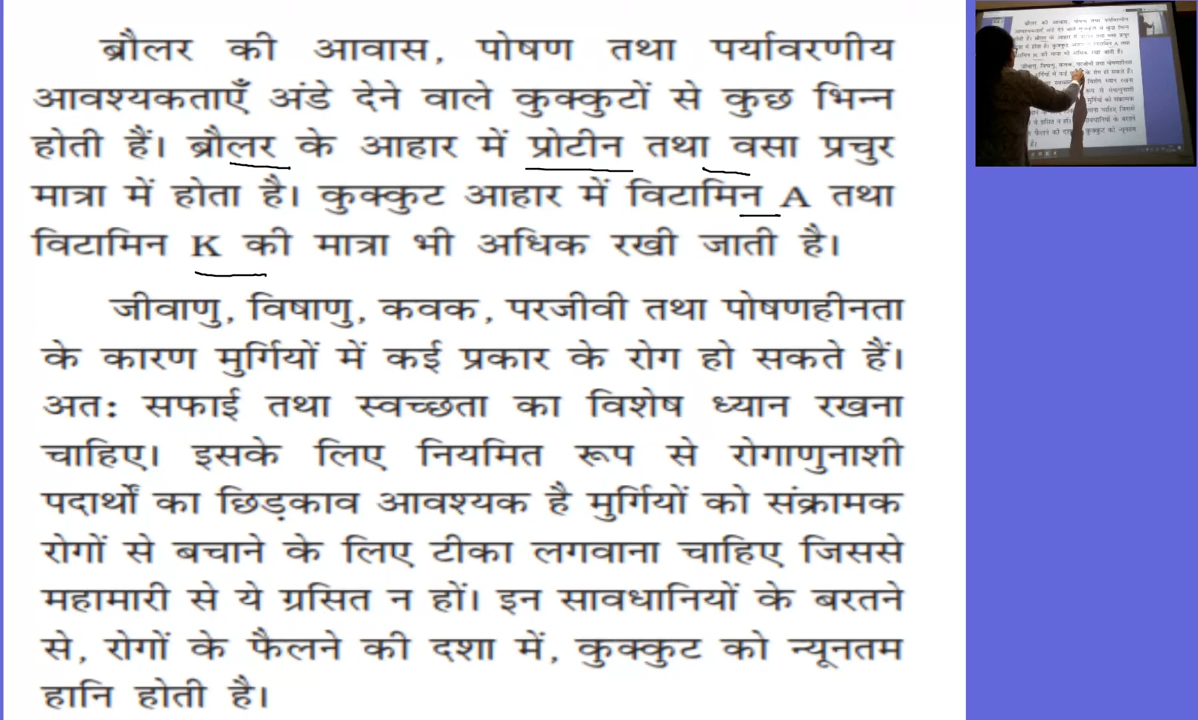 ब्रौलर की आवास, पोषण तथा पर्यावरणीय
आवश्यकताएँ अंडे देने वाले कुक्कुटों से कुछ भिन्न
होती हैं। ब्रौलर के आहार में प्रोटीन तथा वसा प्रचुर
मात्रा में होता है। कुक्कुट आहार में विटामिन A तथा
विटामिन K की मात्रा भी अधिक रखी जाती है।
जीवाणु, विषाणु, कवक, परजीवी तथा पोषणहीनता
के कारण मुर्गियों में कई प्रकार के रोग हो सकते हैं।
अतः सफाई तथा स्वच्छता का विशेष ध्यान रखना
चाहिए। इसके लिए नियमित रूप से रोगाणुनाशी
पदार्थों का छिड़काव आवश्यक है मुर्गियों को संक्रामक
रोगों से बचाने के लिए टीका लगवाना चाहिए जिससे
महामारी से ये ग्रसित न हों। इन सावधानियों के बरतने
से, रोगों के फैलने की दशा में, कुक्कुट को न्यूनतम
हानि होती है।